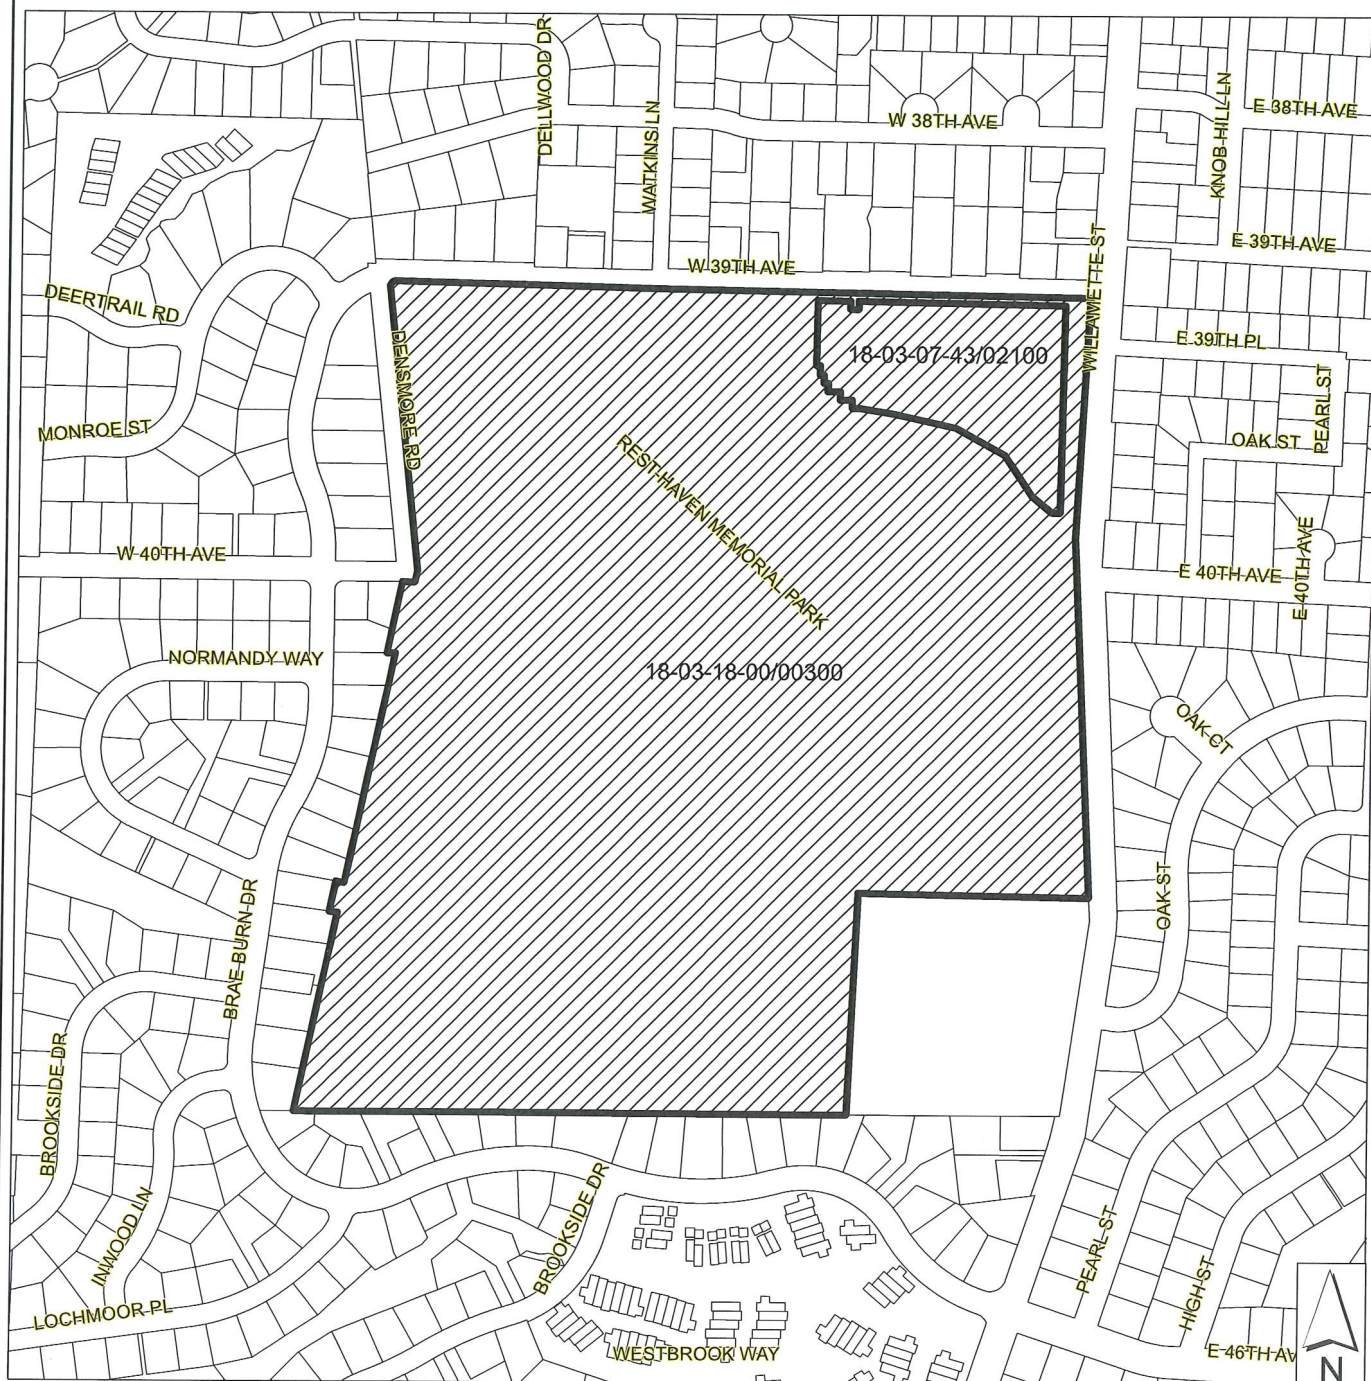 DELLWOOD DR
WATKINS LN
W 38TH AVE
KNOB HILL LN
E 38TH AVE
E 39TH AVE
WILLAMETTE ST
W 39TH AVE
DEERTRAIL RD
DENSMORE RD
18-03-07-43/02100
E 39TH PL
PEARL ST
MONROE ST
OAK ST
REST-HAVEN MEMORIAL PARK
W 40TH AVE
E 40TH AVE
E 40TH AVE
NORMANDY WAY
18-03-18-00/00300
OAK CT
OAK ST
BRAE BURN DR
BROOKSIDE DR
INWOOD LN
BROOKSIDE DR
PEARL ST
HIGH ST
LOCHMOOR PL
WESTBROOK WAY
E 46TH AV
N